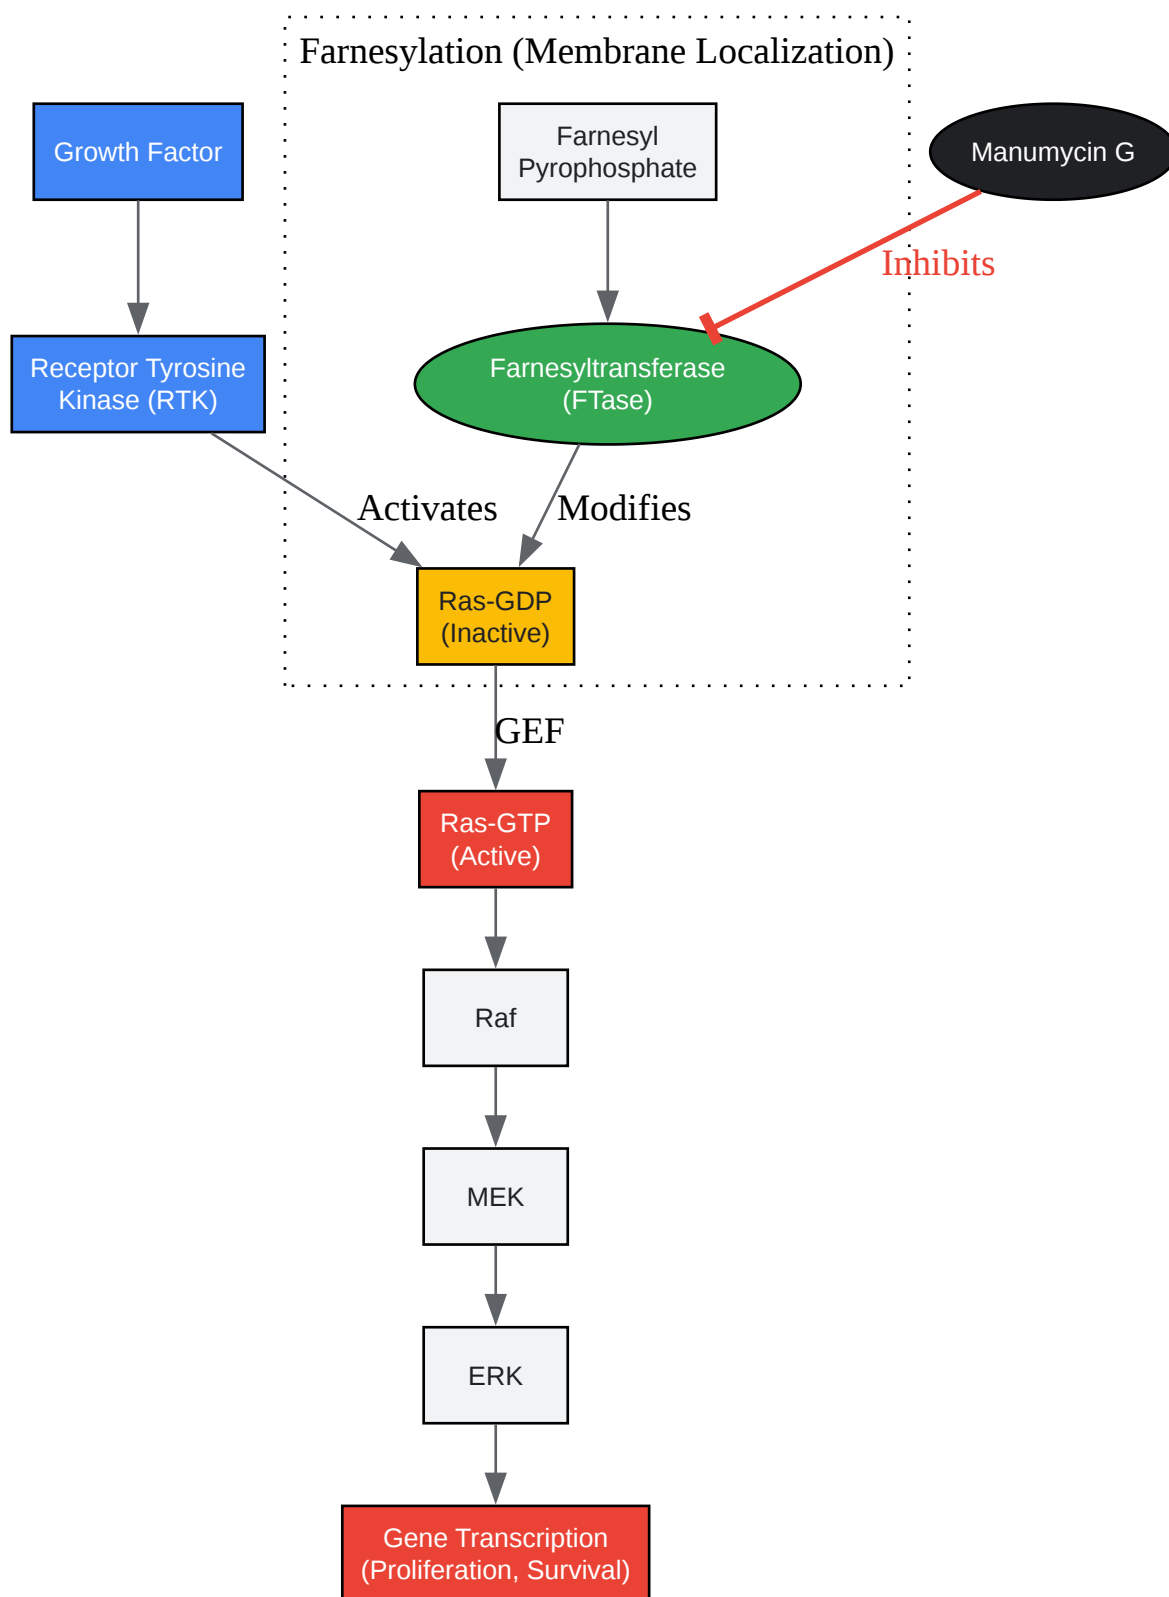 Farnesylation (Membrane Localization)
Growth Factor
Farnesyl
Pyrophosphate
Manumycin G
Inhibits
Receptor Tyrosine
Kinase (RTK)
Farnesyltransferase
(FTase)
Activates
Modifies
Ras-GDP
(Inactive)
GEF
Ras-GTP
(Active)
Raf
MEK
ERK
Gene Transcription
(Proliferation, Survival)